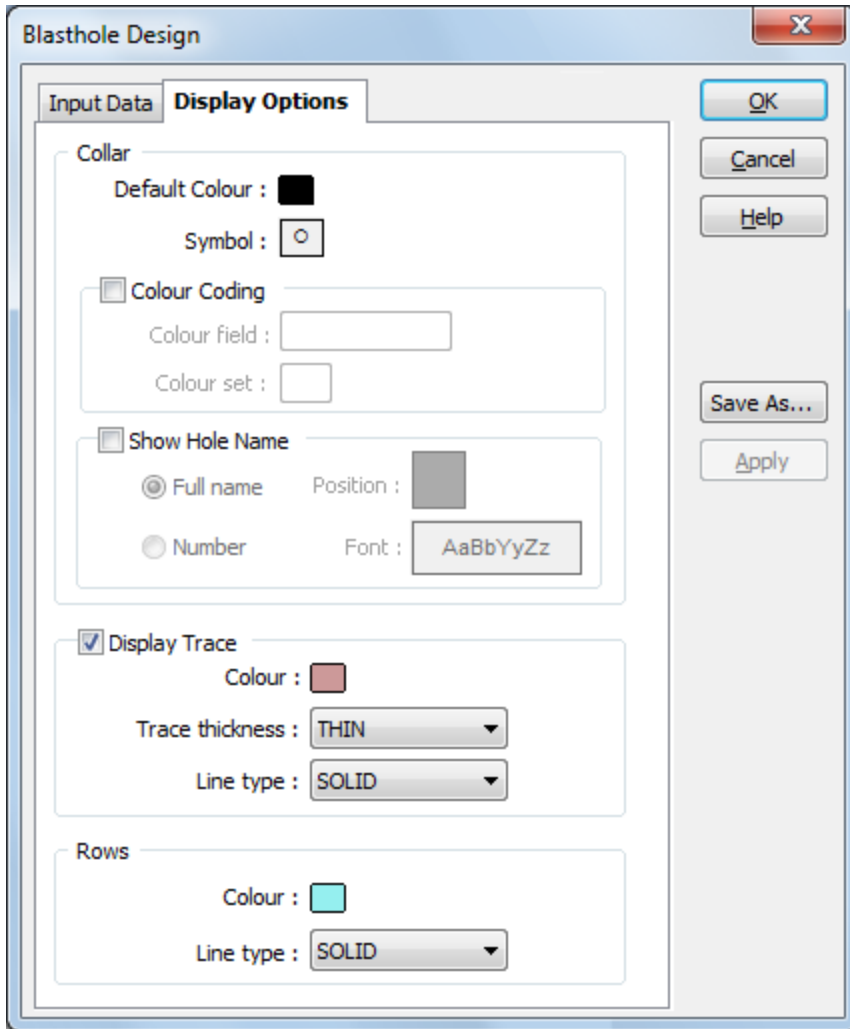 Blasthole Design
Input Data Display Options
OK
Cancel
Help
Save As...
Apply
Collar
Default Colour :
Symbol :
Colour Coding
Colour field :
Colour set :
Show Hole Name
Full name Position :
Number Font : AaBbYyZz
Display Trace
Colour :
Trace thickness : THIN
Line type : SOLID
Rows
Colour :
Line type : SOLID